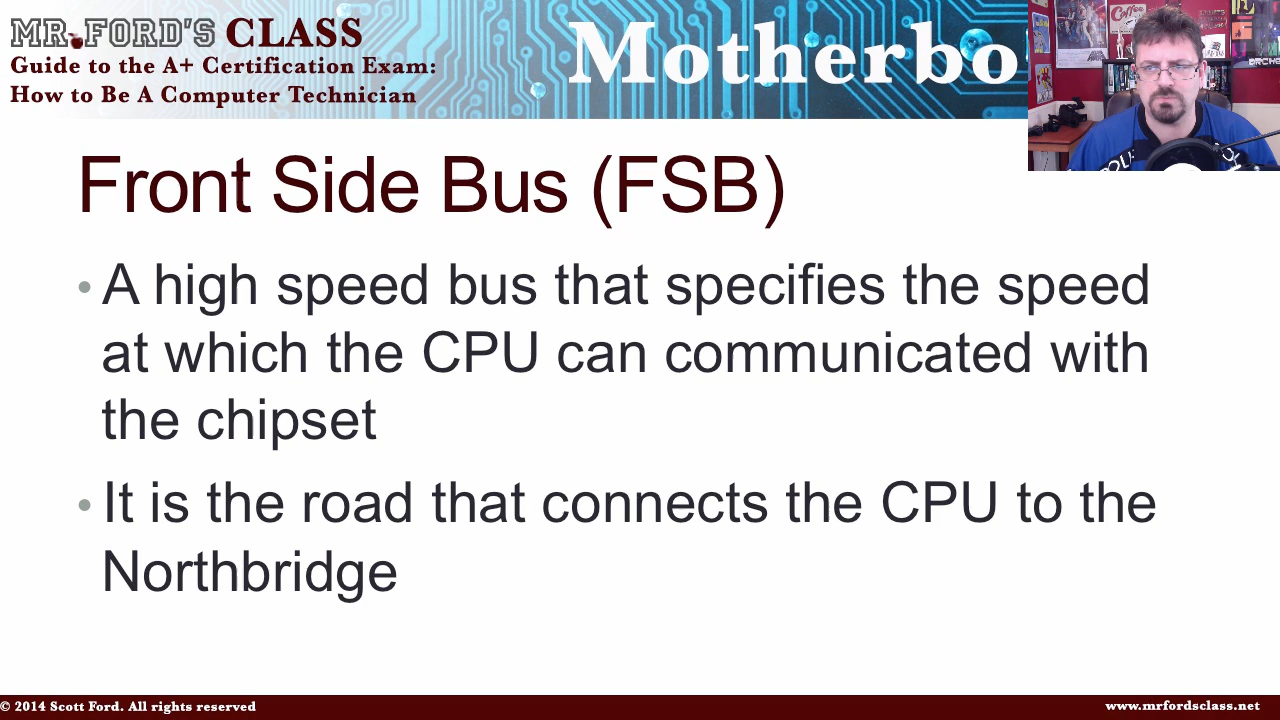 MR. FORD'S CLASS
Guide to the A+ Certification Exam:
How to Be A Computer Technician
Motherbo
Coffee
ARCHE
Front Side Bus (FSB)
• A high speed bus that specifies the speed
at which the CPU can communicated with
the chipset
• It is the road that connects the CPU to the
Northbridge
© 2014 Scott Ford. All rights reserved
www.mrfordsclass.net